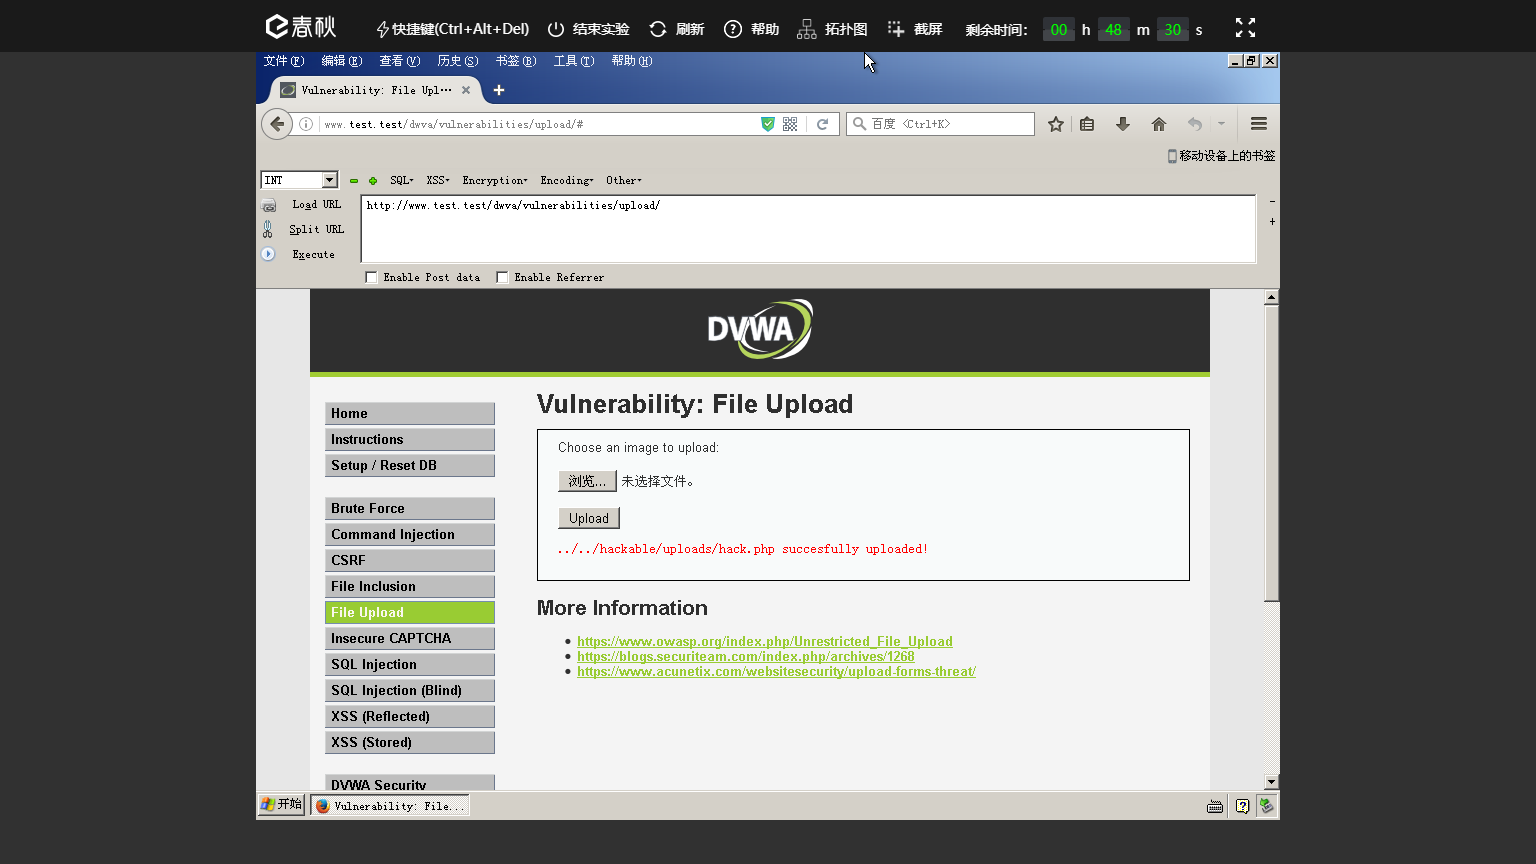 e春秋 快捷键(Ctrl+Alt+Del) 结束实验 刷新 帮助 拓扑图 截屏 剩余时间: 00 h 48 m 30 s
文件(F) 编辑(E) 查看(V) 历史(S) 书签(B) 工具(T) 帮助(H)
Vulnerability: File Upl···
www.test.test/dwva/vulnerabilities/upload/#
百度 <Ctrl+K>
移动设备上的书签
INT SQL XSS Encryption Encoding Other
Load URL http://www.test.test/dwva/vulnerabilities/upload/
Split URL
Execute
Enable Post data Enable Referrer
DVWA
Home
Instructions
Setup / Reset DB
Brute Force
Command Injection
CSRF
File Inclusion
File Upload
Insecure CAPTCHA
SQL Injection
SQL Injection (Blind)
XSS (Reflected)
XSS (Stored)
DVWA Security
Vulnerability: File Upload
Choose an image to upload:
浏览... 未选择文件。
Upload
../../hackable/uploads/hack.php succesfully uploaded!
More Information
https://www.owasp.org/index.php/Unrestricted_File_Upload
https://blogs.securiteam.com/index.php/archives/1268
https://www.acunetix.com/websitesecurity/upload-forms-threat/
开始 Vulnerability: File...